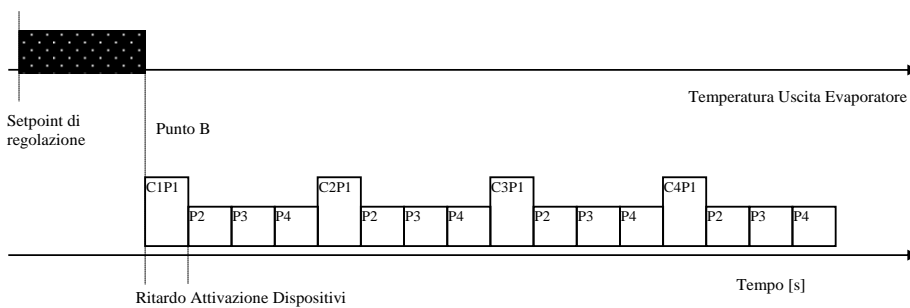 Temperatura Uscita Evaporatore
Setpoint di
regolazione
Punto B
C1P1
P2
P3
P4
C2P1
P2
P3
P4
C3P1
P2
P3
P4
C4P1
P2
P3
P4
Tempo [s]
Ritardo Attivazione Dispositivi